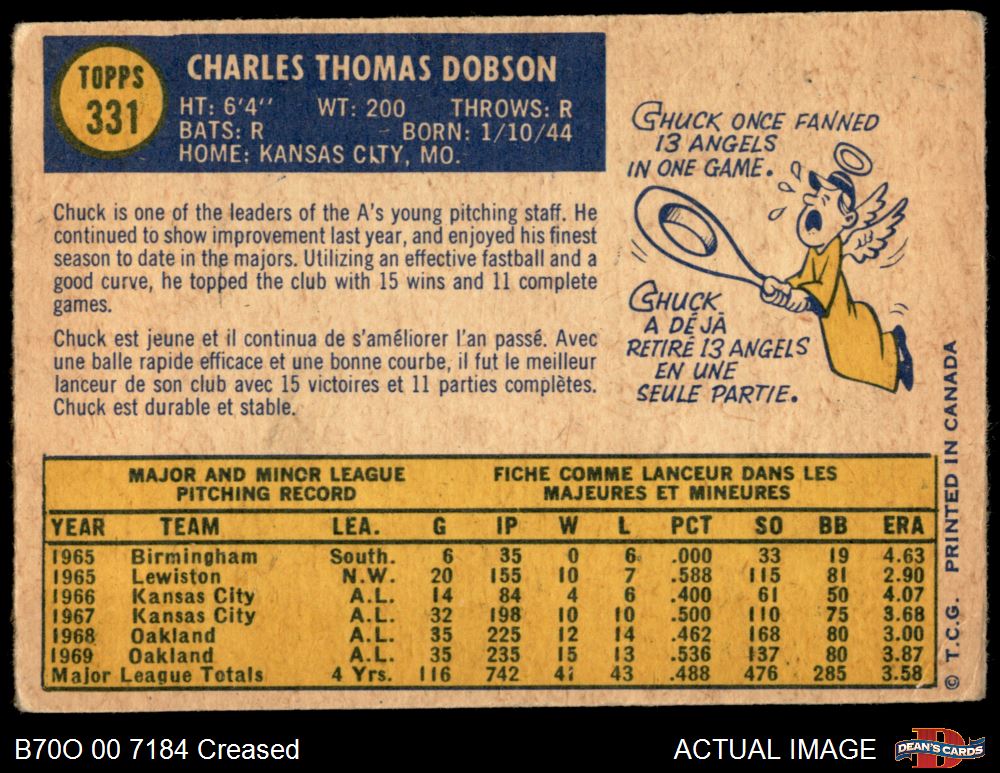 TOPPS
331
CHARLES THOMAS DOBSON
HT: 6'4'' WT: 200 THROWS: R
BATS: R - BORN: 1/10/44
HOME: KANSAS CITY, MO.
Chuck is one of the leaders of the A's young pitching staff. He
continued to show improvement last year, and enjoyed his finest
season to date in the majors. Utilizing an effective fastball and a
good curve, he topped the club with 15 wins and 11 complete
games.
Chuck est jeune et il continua de s'améliorer l'an passé. Avec
une balle rapide efficace et une bonne courbe, il fut le meilleur
lanceur de son club avec 15 victoires et 11 parties complètes.
Chuck est durable et stable.
CHUCK ONCE FANNED
13 ANGELS
IN ONE GAME.
CHUCK
A DÉJÀ
RETIRÉ 13 ANGELS
EN UNE
SEULE PARTIE.
MAJOR AND MINOR LEAGUE
PITCHING RECORD
FICHE COMME LANCEUR DANS LES
MAJEURES ET MINEURES
YEAR TEAM LEA. G IP W L PCT SO BB ERA
1965 Birmingham South. 6 35 0 6 .000 33 19 4.63
1965 Lewiston N.W. 20 155 10 7 .588 115 81 2.90
1966 Kansas City A.L. 14 84 4 6 .400 61 50 4.07
1967 Kansas City A.L. 32 198 10 10 .500 110 75 3.68
1968 Oakland A.L. 35 225 12 14 .462 168 80 3.00
1969 Oakland A.L. 35 235 15 13 .536 137 80 3.87
Major League Totals 4 Yrs. 116 742 41 43 .488 476 285 3.58
© T.C.G. PRINTED IN CANADA
B70O 00 7184 Creased
ACTUAL IMAGE
DEAN'S CARDS